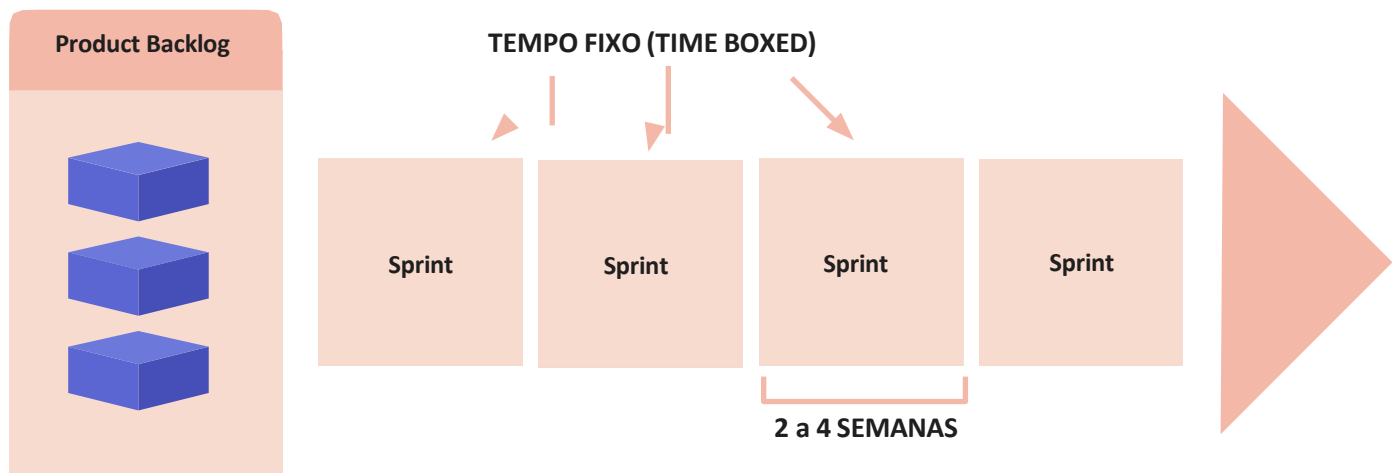 Product Backlog
TEMPO FIXO (TIME BOXED)
Sprint
Sprint
Sprint
Sprint
2 a 4 SEMANAS